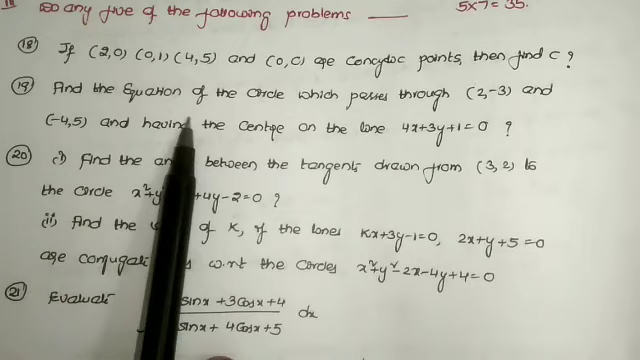 III Do any five of the following problems — 5x7=35.
18) If (2,0) (0,1) (4,5) and (0,C) are concyclic points, then find c?
19) Find the Equation of the circle which passes through (2,-3) and
(-4,5) and having the centre on the line 4x+3y+1=0 ?
20) i) Find the an between the tangents drawn from (3,2) to
the circle x²+y +4y-2=0 ?
ii) Find the of K, if the lines Kx+3y-1=0, 2x+y+5=0
are conjugat w.r.t the circles x²+y²-2x-4y+4=0
21) Evaluate sinx+3cosx+4
sinx+4cosx+5 dx